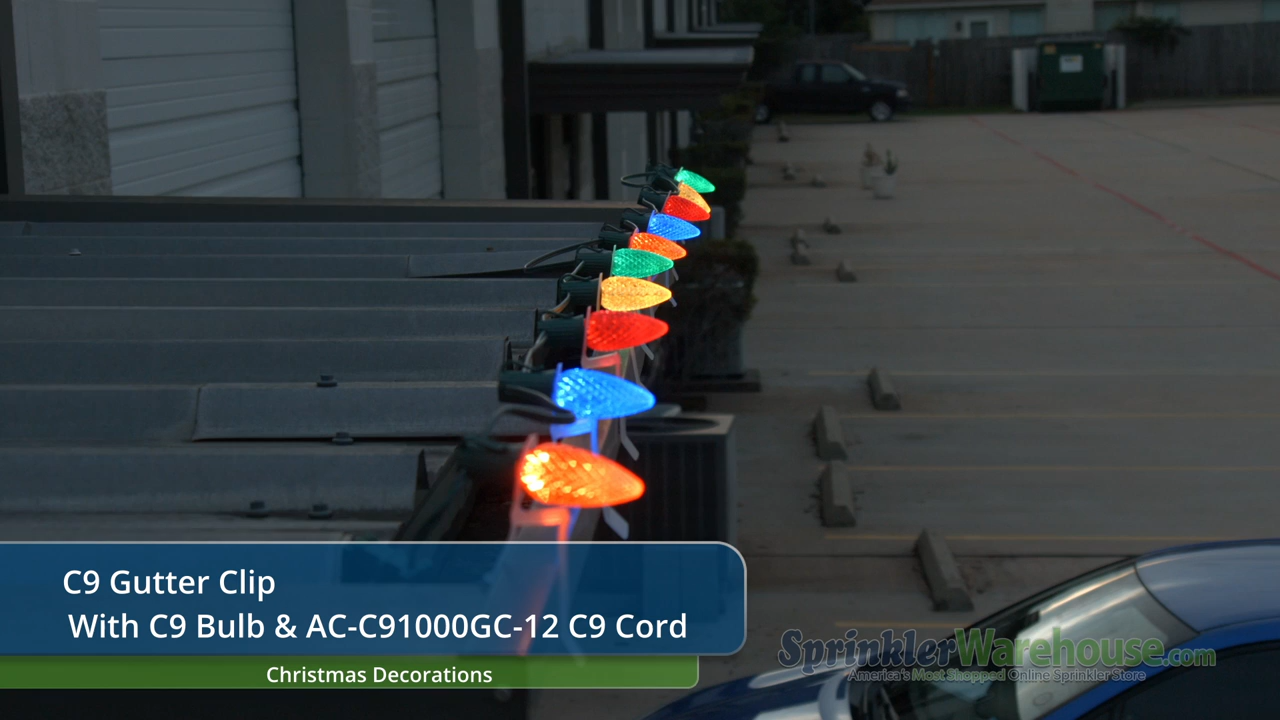 C9 Gutter Clip
With C9 Bulb & AC-C91000GC-12 C9 Cord
Christmas Decorations
SprinklerWarehouse.com
America's Most Shopped Online Sprinkler Store